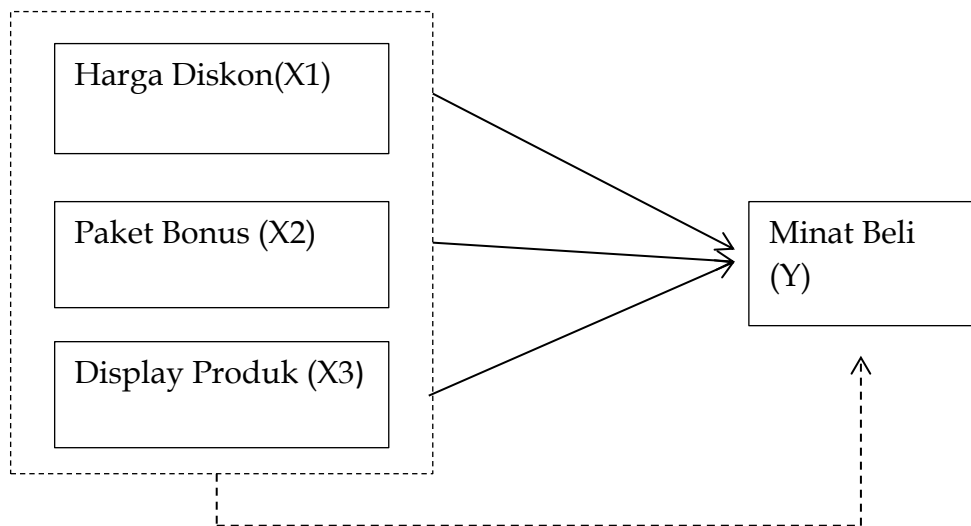 Harga Diskon(X1)
Paket Bonus (X2)
Display Produk (X3)
Minat Beli
(Y)